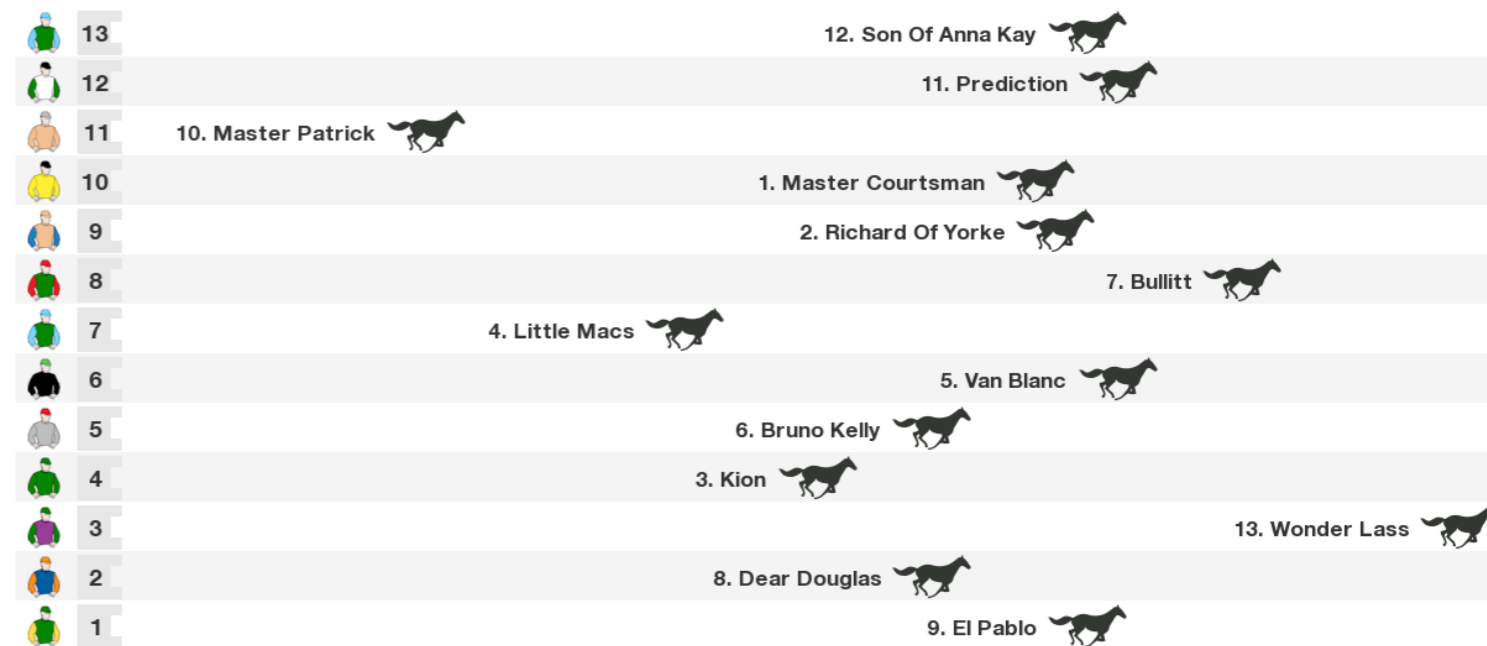 13 12. Son Of Anna Kay
12 11. Prediction
11 10. Master Patrick
10 1. Master Courtsman
9 2. Richard Of Yorke
8 7. Bullitt
7 4. Little Macs
6 5. Van Blanc
5 6. Bruno Kelly
4 3. Kion
3 13. Wonder Lass
2 8. Dear Douglas
1 9. El Pablo